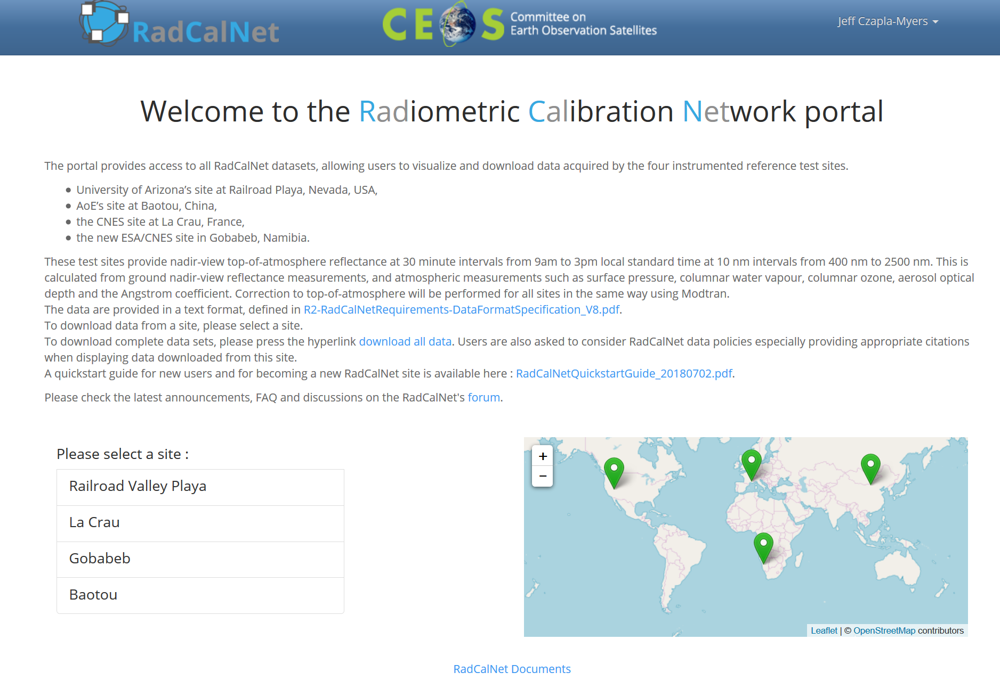 RadCalNet
CEOS
Committee on
Earth Observation Satellites
Jeff Czapla-Myers
Welcome to the Radiometric Calibration Network portal
The portal provides access to all RadCalNet datasets, allowing users to visualize and download data acquired by the four instrumented reference test sites.
• University of Arizona’s site at Railroad Playa, Nevada, USA,
• AoE’s site at Baotou, China,
• the CNES site at La Crau, France,
• the new ESA/CNES site in Gobabeb, Namibia.
These test sites provide nadir-view top-of-atmosphere reflectance at 30 minute intervals from 9am to 3pm local standard time at 10 nm intervals from 400 nm to 2500 nm. This is
calculated from ground nadir-view reflectance measurements, and atmospheric measurements such as surface pressure, columnar water vapour, columnar ozone, aerosol optical
depth and the Angstrom coefficient. Correction to top-of-atmosphere will be performed for all sites in the same way using Modtran.
The data are provided in a text format, defined in R2-RadCalNetRequirements-DataFormatSpecification_V8.pdf.
To download data from a site, please select a site.
To download complete data sets, please press the hyperlink download all data. Users are also asked to consider RadCalNet data policies especially providing appropriate citations
when displaying data downloaded from this site.
A quickstart guide for new users and for becoming a new RadCalNet site is available here : RadCalNetQuickstartGuide_20180702.pdf.
Please check the latest announcements, FAQ and discussions on the RadCalNet's forum.
Please select a site :
Railroad Valley Playa
La Crau
Gobabeb
Baotou
+
−
Leaflet | © OpenStreetMap contributors
RadCalNet Documents